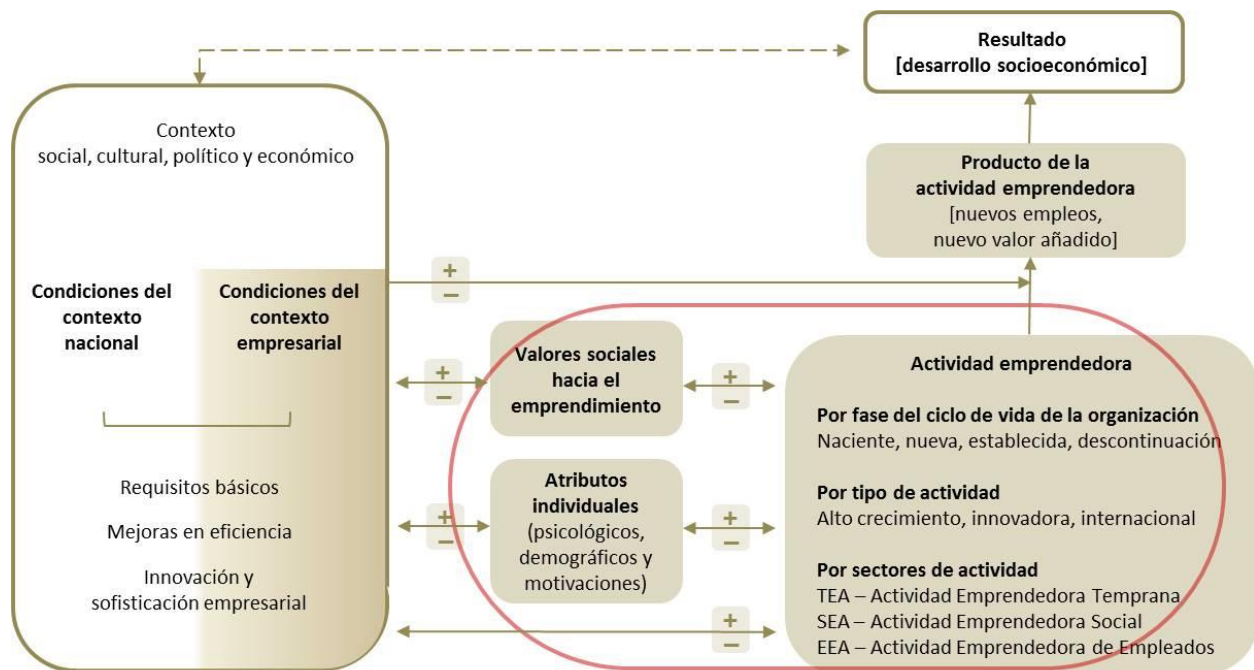 Resultado
[desarrollo socioeconómico]
Contexto
social, cultural, político y económico
Producto de la
actividad emprendedora
[nuevos empleos,
nuevo valor añadido]
Condiciones del
contexto
nacional
Condiciones del
contexto
empresarial
+
−
Valores sociales
hacia el
emprendimiento
+
−
+
−
Actividad emprendedora
Por fase del ciclo de vida de la organización
Naciente, nueva, establecida, descontinuación
Requisitos básicos
Mejoras en eficiencia
Innovación y
sofisticación empresarial
+
−
Atributos
individuales
(psicológicos,
demográficos y
motivaciones)
+
−
Por tipo de actividad
Alto crecimiento, innovadora, internacional
Por sectores de actividad
TEA – Actividad Emprendedora Temprana
SEA – Actividad Emprendedora Social
EEA – Actividad Emprendedora de Empleados
+
−